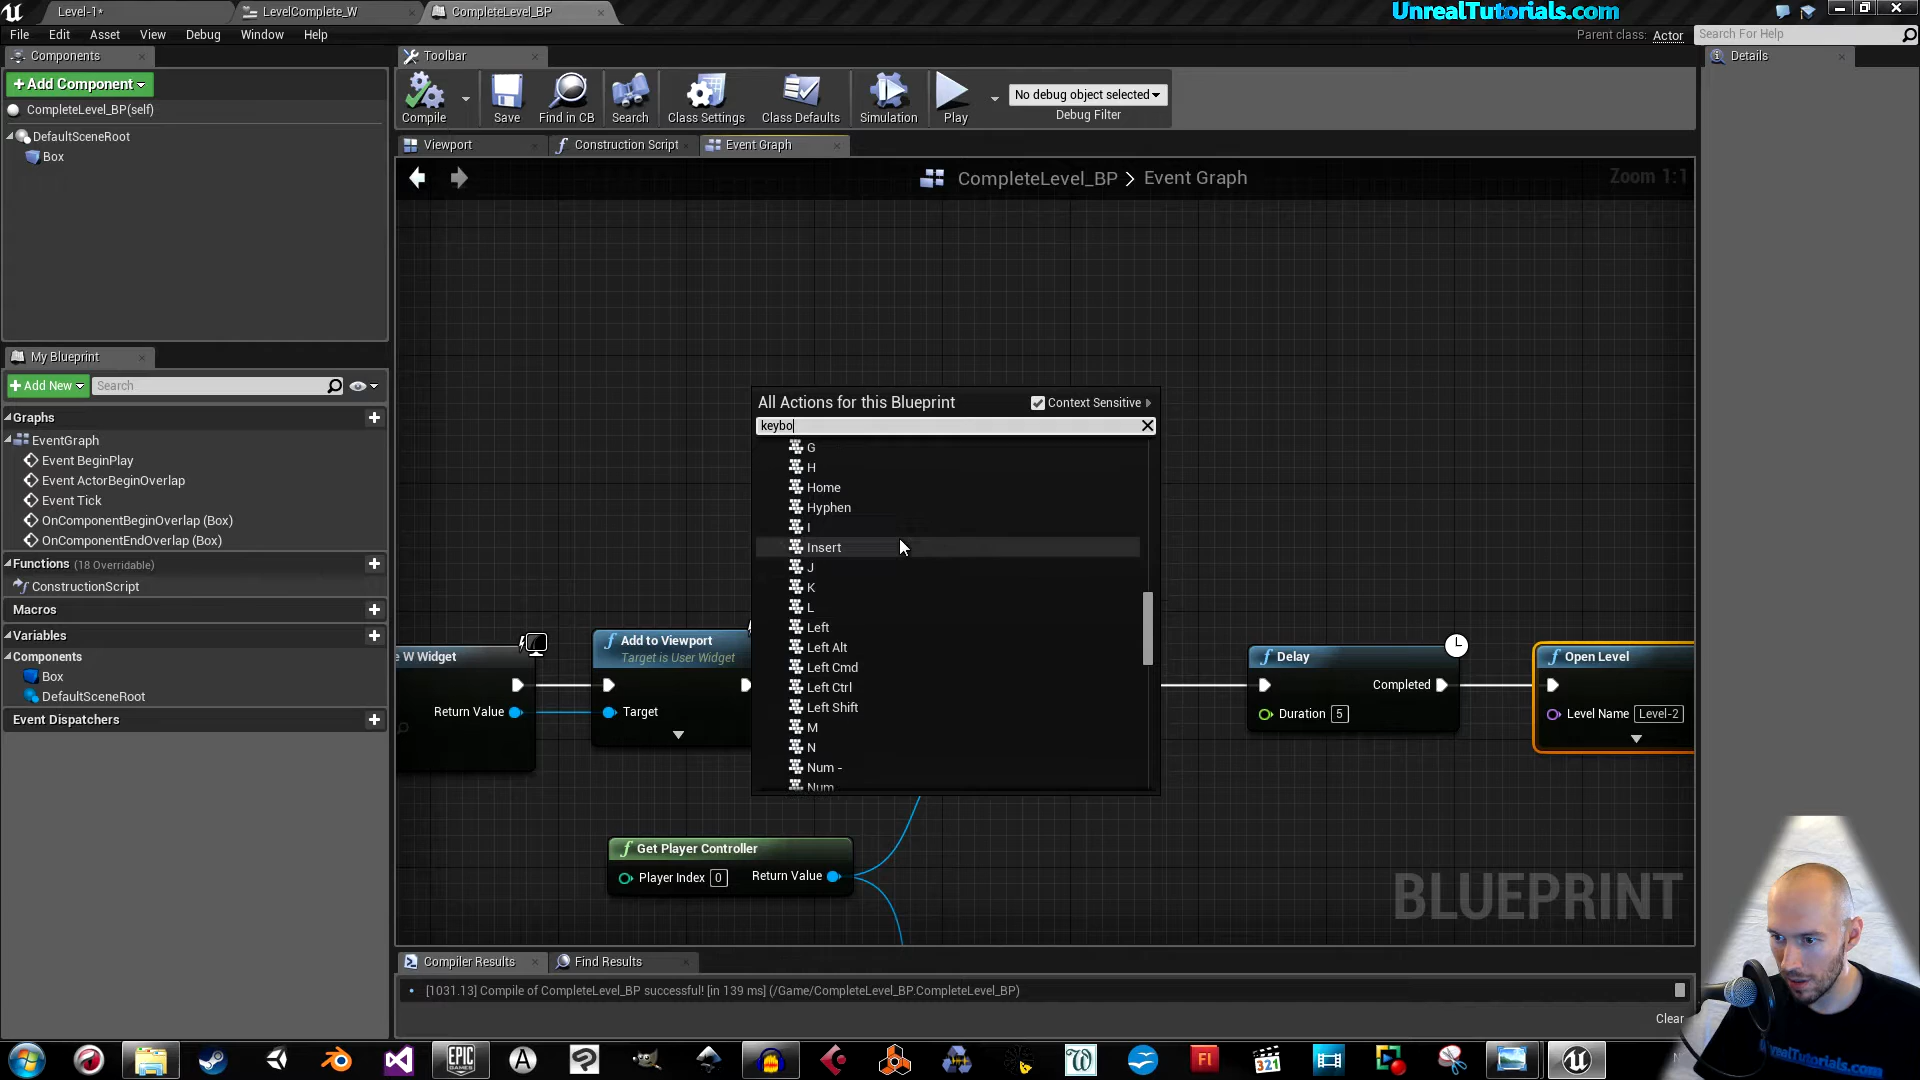 Level-1*
LevelComplete_W
CompleteLevel_BP
UnrealTutorials.com
File Edit Asset View Debug Window Help
Parent class: Actor
Search For Help
Components
Toolbar
Details
+ Add Component
CompleteLevel_BP(self)
DefaultSceneRoot
Box
Compile
Save
Find in CB
Search
Class Settings
Class Defaults
Simulation
Play
No debug object selected
Debug Filter
Viewport
Construction Script
Event Graph
CompleteLevel_BP > Event Graph
Zoom 1:1
My Blueprint
+ Add New
Search
Graphs
EventGraph
Event BeginPlay
Event ActorBeginOverlap
Event Tick
OnComponentBeginOverlap (Box)
OnComponentEndOverlap (Box)
Functions (18 Overridable)
ConstructionScript
Macros
Variables
Components
Box
DefaultSceneRoot
Event Dispatchers
All Actions for this Blueprint
Context Sensitive
keybo
G
H
Home
Hyphen
I
Insert
J
K
L
Left
Left Alt
Left Cmd
Left Ctrl
Left Shift
M
N
Num -
Num
e W Widget
Return Value
Add to Viewport
Target is User Widget
Target
Delay
Completed
Duration 5
Open Level
Level Name Level-2
Get Player Controller
Player Index 0
Return Value
BLUEPRINT
Compiler Results
Find Results
[1031.13] Compile of CompleteLevel_BP successful! [in 139 ms] (/Game/CompleteLevel_BP.CompleteLevel_BP)
Clear
EPIC
GAMES
A
W
Fl
321
UnrealTutorials.com